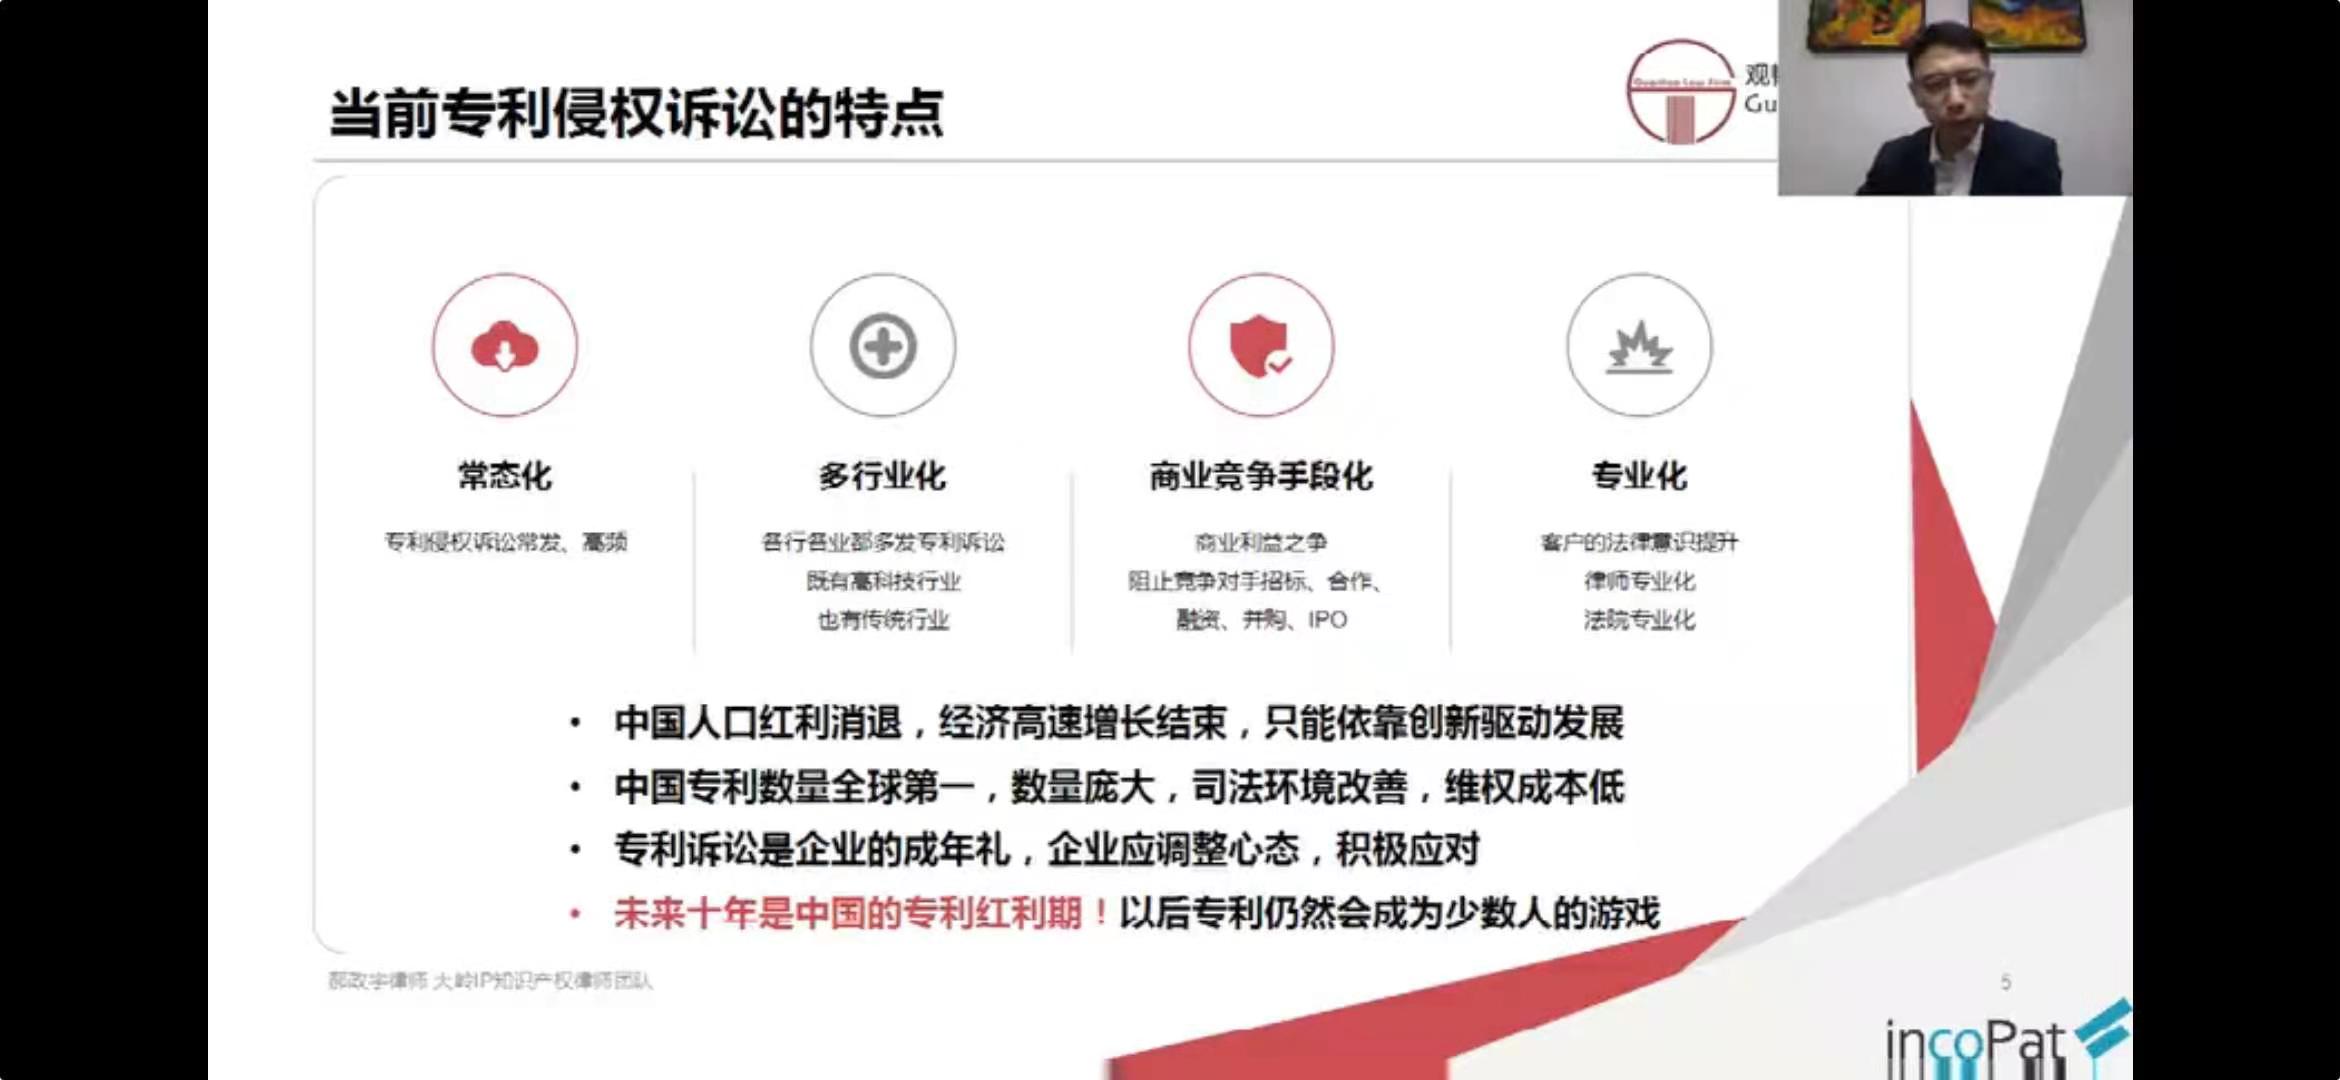 当前专利侵权诉讼的特点
GuanTao Law Firm
观
Gu
常态化
专利侵权诉讼常发、高频
多行业化
各行各业都多发专利诉讼
既有高科技行业
也有传统行业
商业竞争手段化
商业利益之争
阻止竞争对手招标、合作、
融资、并购、IPO
专业化
客户的法律意识提升
律师专业化
法院专业化
• 中国人口红利消退，经济高速增长结束，只能依靠创新驱动发展
• 中国专利数量全球第一，数量庞大，司法环境改善，维权成本低
• 专利诉讼是企业的成年礼，企业应调整心态，积极应对
• 未来十年是中国的专利红利期！以后专利仍然会成为少数人的游戏
郝政宇律师 大岭IP知识产权律师团队
5
incoPat